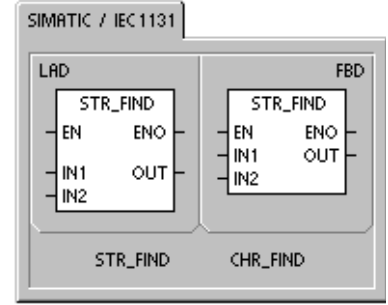 SIMATIC / IEC1131
LAD FBD
STR_FIND STR_FIND
EN ENO EN ENO
IN1 OUT IN1 OUT
IN2 IN2
STR_FIND CHR_FIND